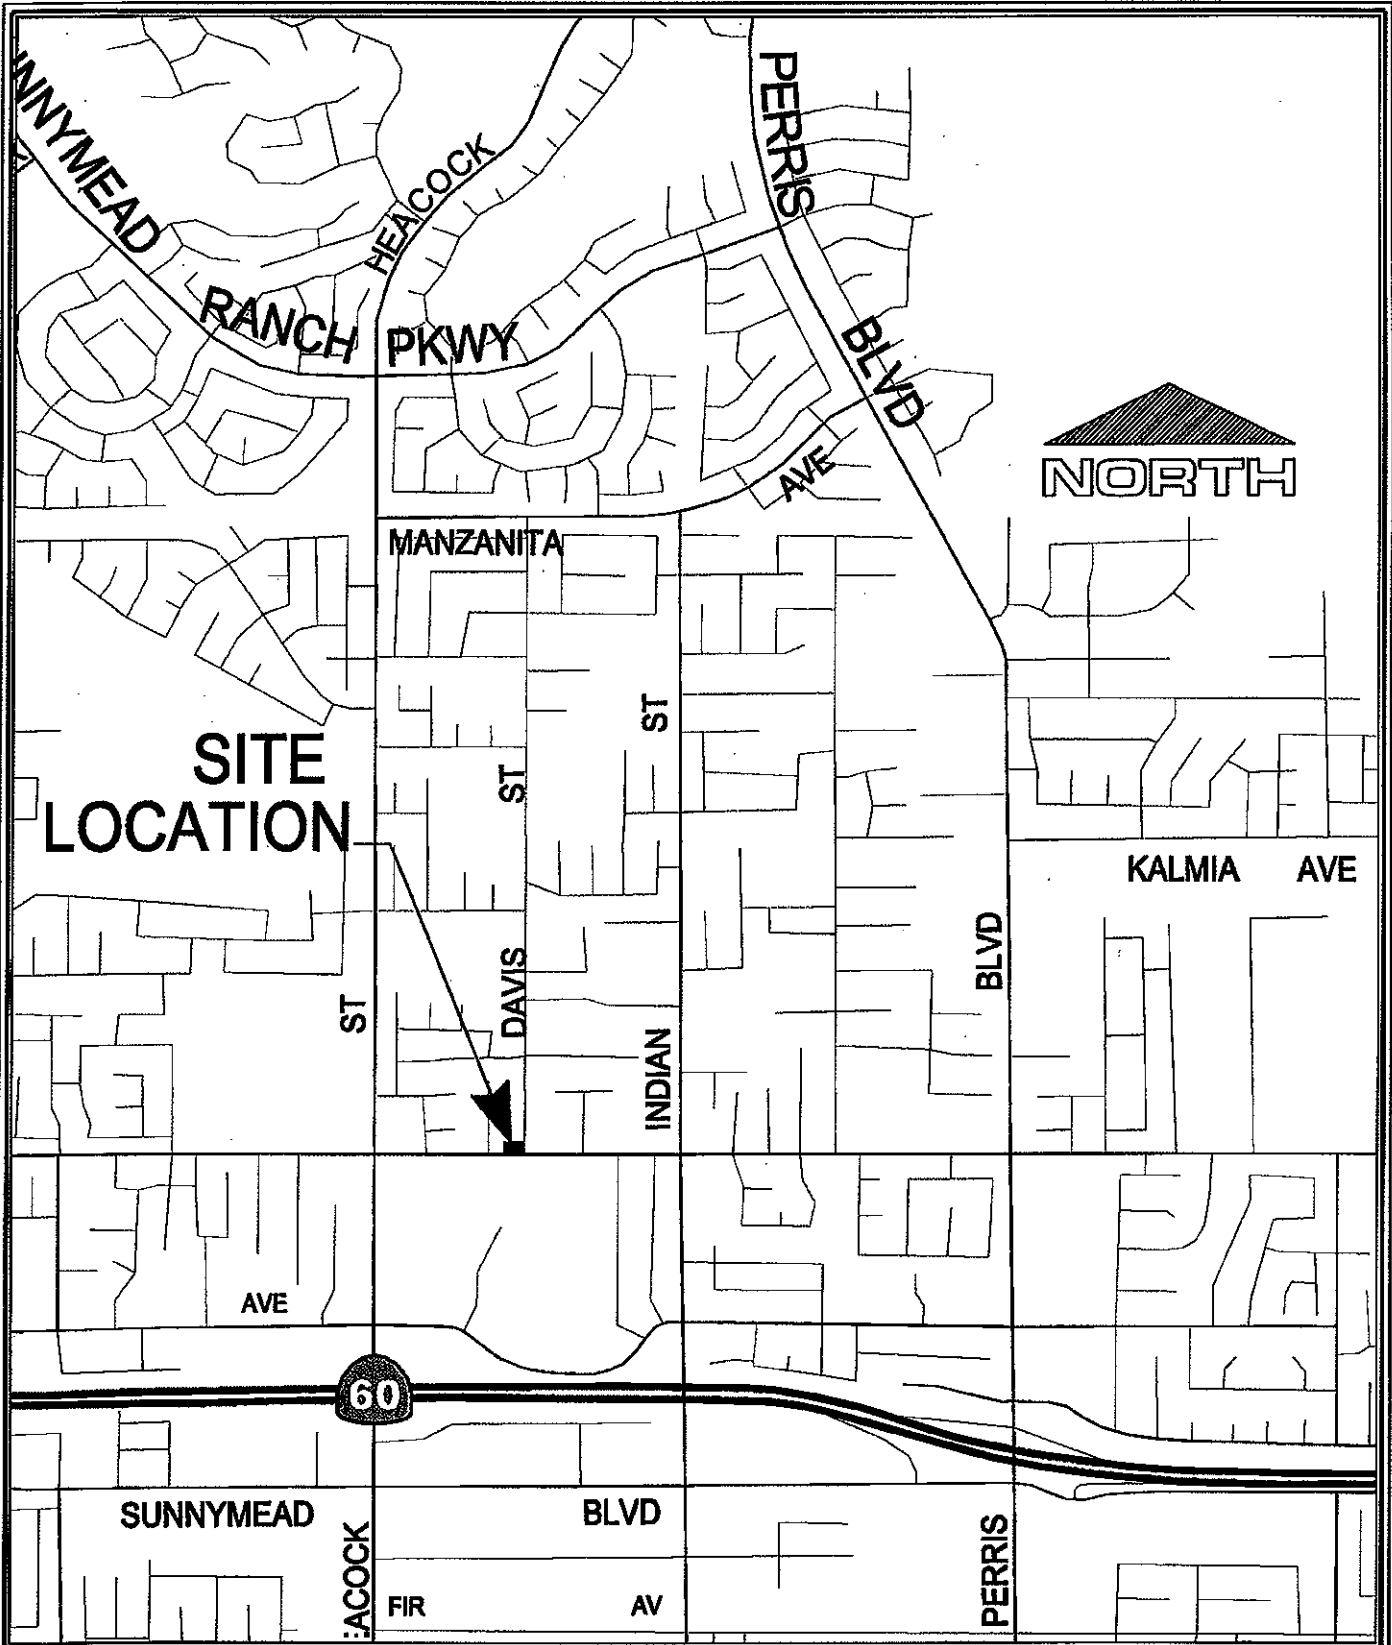 UNNYMEAD
RANCH PKWY
HEACOCK
PERRIS
BLVD
AVE
NORTH
MANZANITA
SITE
LOCATION
ST
ST
ST
DAVIS
INDIAN
BLVD
KALMIA AVE
AVE
60
SUNNYMEAD BLVD
ACOCK
FIR AV
PERRIS